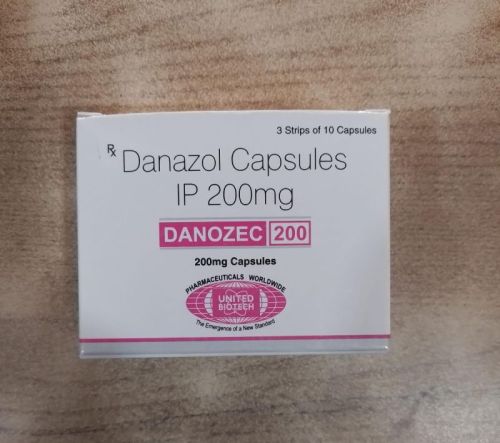 3 Strips of 10 Capsules
Rx Danazol Capsules
IP 200mg
DANOZEC 200
200mg Capsules
PHARMACEUTICALS WORLDWIDE
UNITED
BIOTECH
The Emergence of a New Standard